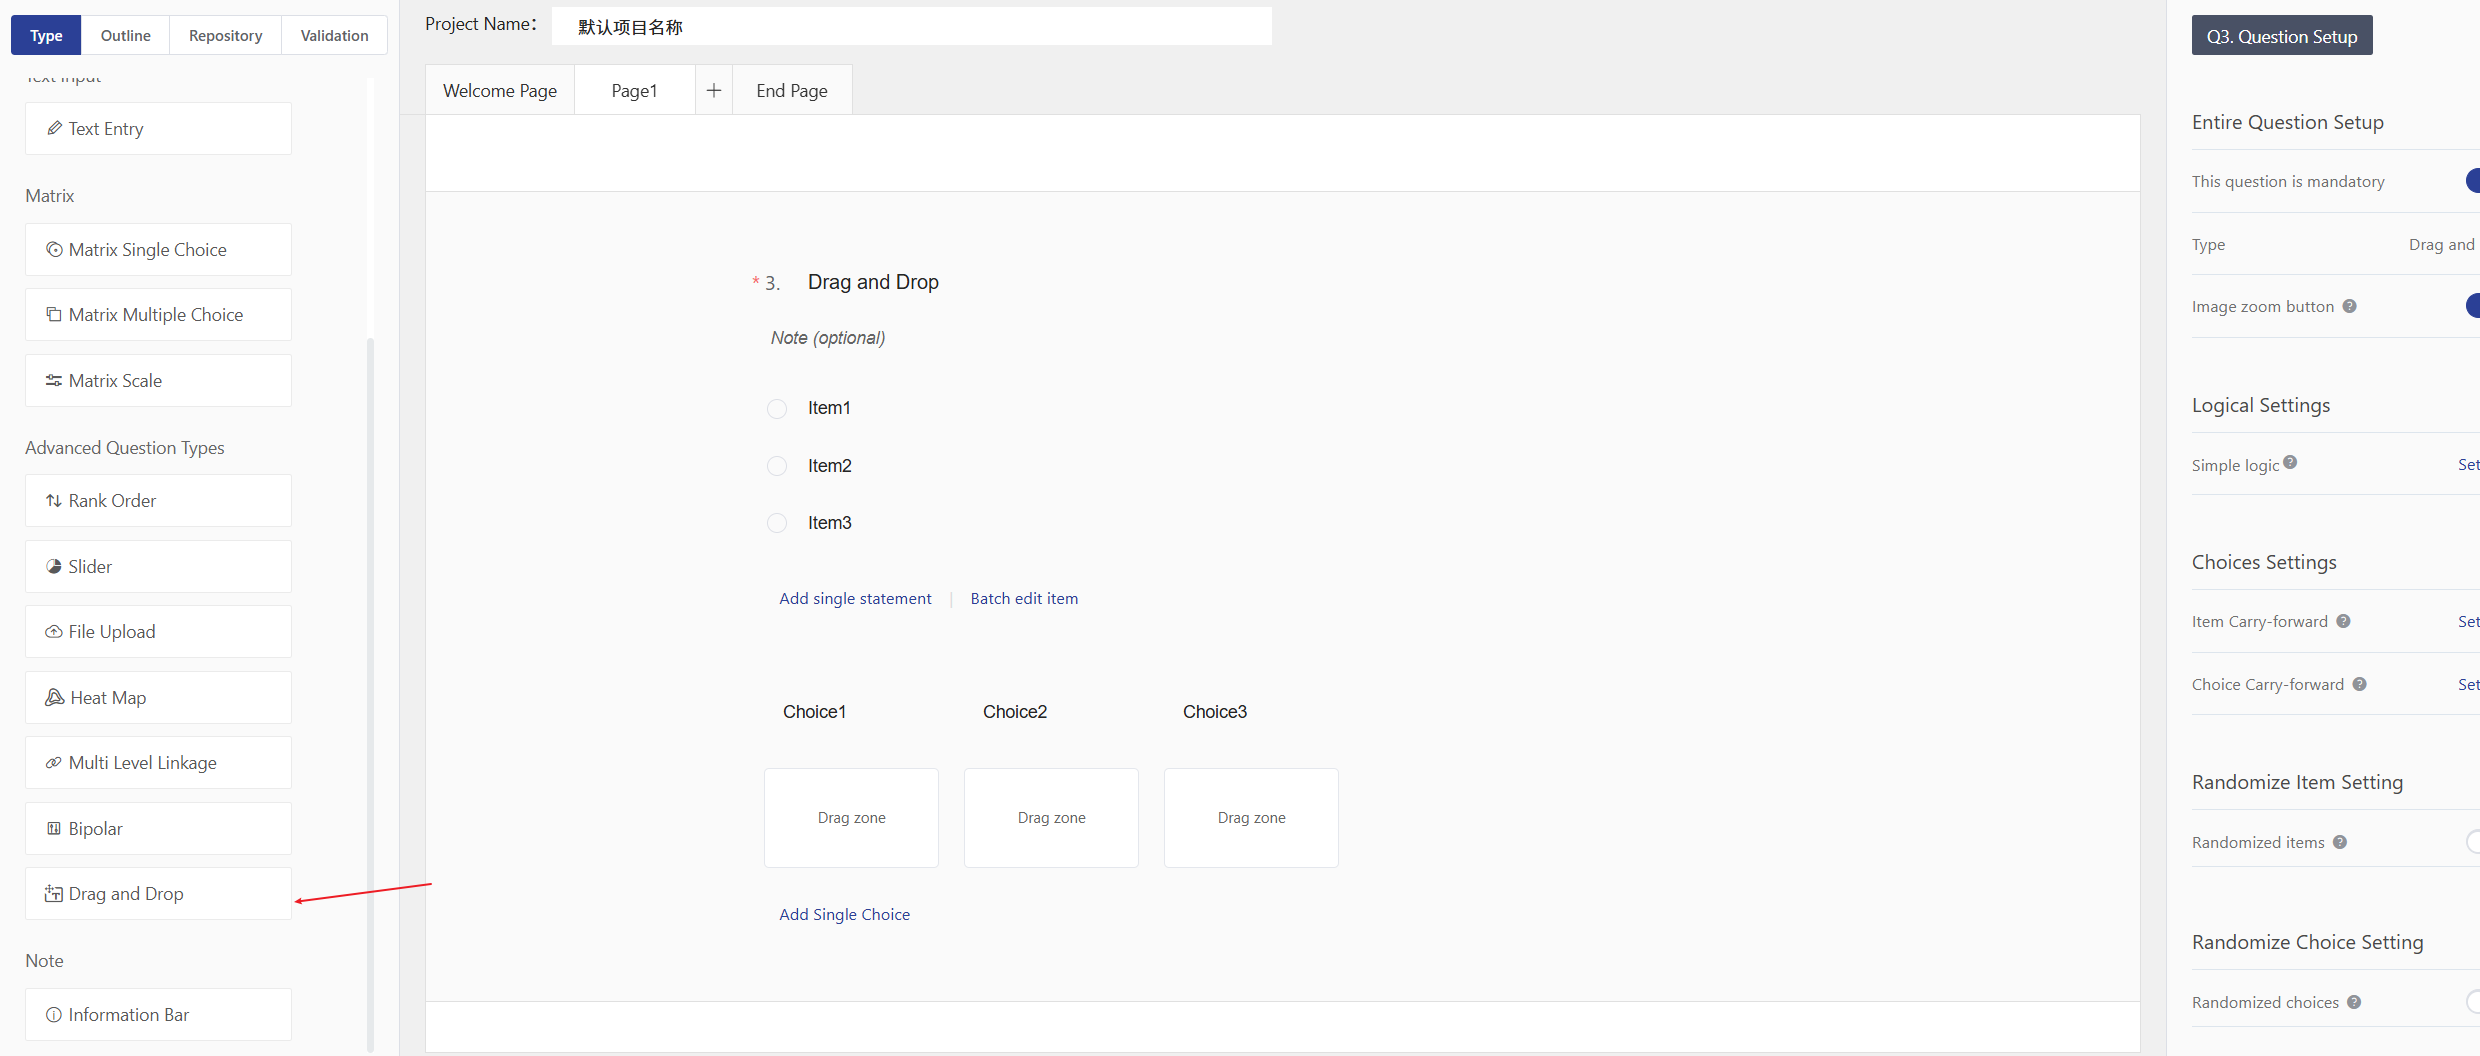 Type
Outline
Repository
Validation
Text Input
Text Entry
Matrix
Matrix Single Choice
Matrix Multiple Choice
Matrix Scale
Advanced Question Types
Rank Order
Slider
File Upload
Heat Map
Multi Level Linkage
Bipolar
Drag and Drop
Note
Information Bar
Project Name：
默认项目名称
Welcome Page
Page1
+
End Page
* 3. Drag and Drop
Note (optional)
Item1
Item2
Item3
Add single statement | Batch edit item
Choice1 Choice2 Choice3
Drag zone Drag zone Drag zone
Add Single Choice
Q3. Question Setup
Entire Question Setup
This question is mandatory
Type Drag and
Image zoom button ?
Logical Settings
Simple logic ? Set
Choices Settings
Item Carry-forward ? Set
Choice Carry-forward ? Set
Randomize Item Setting
Randomized items ?
Randomize Choice Setting
Randomized choices ?